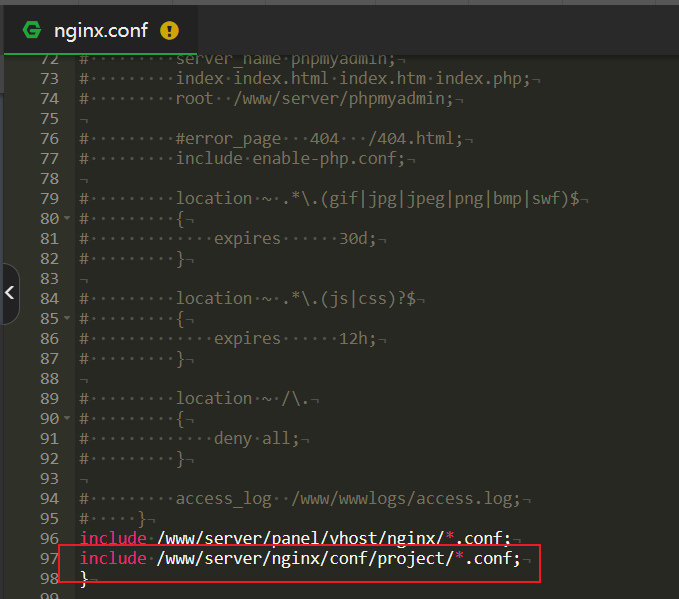 nginx.conf
72 # server_name phpmyadmin;
73 # index index.html index.htm index.php;
74 # root /www/server/phpmyadmin;
75
76 # #error_page 404 /404.html;
77 # include enable-php.conf;
78
79 # location ~ .*\.(gif|jpg|jpeg|png|bmp|swf)$
80 # {
81 # expires 30d;
82 # }
83
84 # location ~ .*\.(js|css)?$
85 # {
86 # expires 12h;
87 # }
88
89 # location ~ /\.
90 # {
91 # deny all;
92 # }
93
94 # access_log /www/wwwlogs/access.log;
95 # }
96 include /www/server/panel/vhost/nginx/*.conf;
97 include /www/server/nginx/conf/project/*.conf;
98 }
99